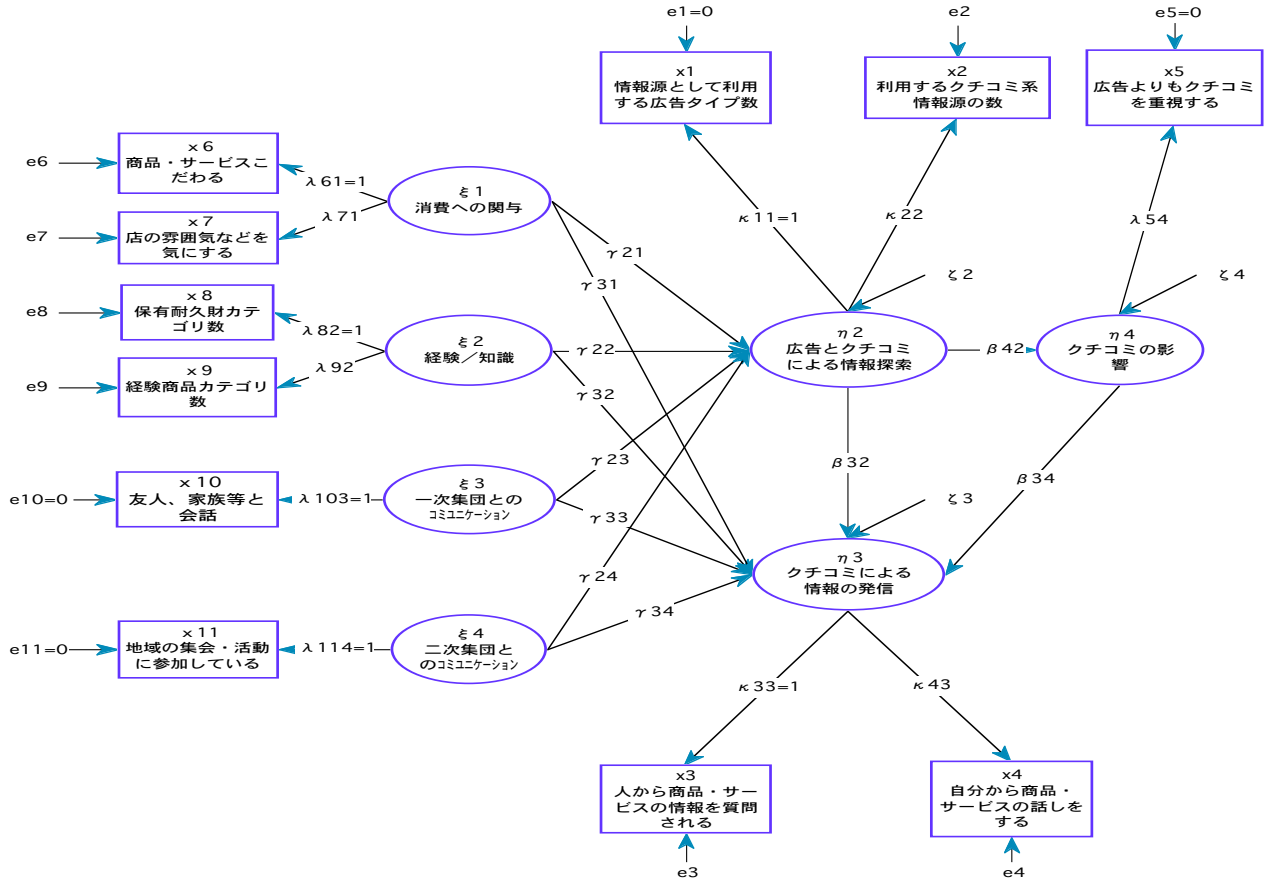 e1=0
e2
e5=0
x1
情報源として利用
する広告タイプ数
x2
利用するクチコミ系
情報源の数
x5
広告よりもクチコミ
を重視する
e6
x6
商品・サービスこ
だわる
λ61=1
ξ1
消費への関与
κ11=1
κ22
λ54
e7
x7
店の雰囲気などを
気にする
λ71
γ21
γ31
ζ2
ζ4
e8
x8
保有耐久財カテ
ゴリ数
λ82=1
ξ2
経験／知識
γ22
η2
広告とクチコミ
による情報探索
β42
η4
クチコミの影
響
e9
x9
経験商品カテゴリ
数
λ92
γ32
γ23
β32
β34
e10=0
x10
友人、家族等と
会話
λ103=1
ξ3
一次集団との
コミュニケーション
γ33
ζ3
γ24
η3
クチコミによる
情報の発信
γ34
e11=0
x11
地域の集会・活動
に参加している
λ114=1
ξ4
二次集団と
のコミュニケーション
κ33=1
κ43
x3
人から商品・サー
ビスの情報を質問
される
x4
自分から商品・
サービスの話しを
する
e3
e4